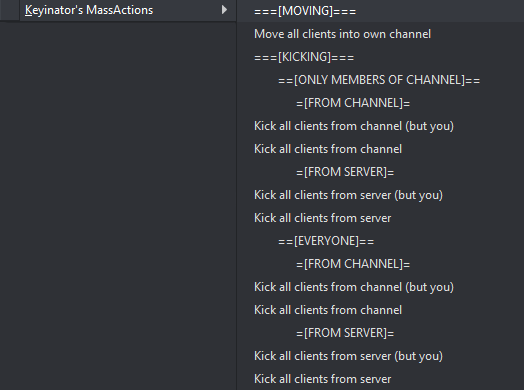 Keyinator's MassActions
===[MOVING]===
Move all clients into own channel
===[KICKING]===
==[ONLY MEMBERS OF CHANNEL]==
=[FROM CHANNEL]=
Kick all clients from channel (but you)
Kick all clients from channel
=[FROM SERVER]=
Kick all clients from server (but you)
Kick all clients from server
==[EVERYONE]==
=[FROM CHANNEL]=
Kick all clients from channel (but you)
Kick all clients from channel
=[FROM SERVER]=
Kick all clients from server (but you)
Kick all clients from server